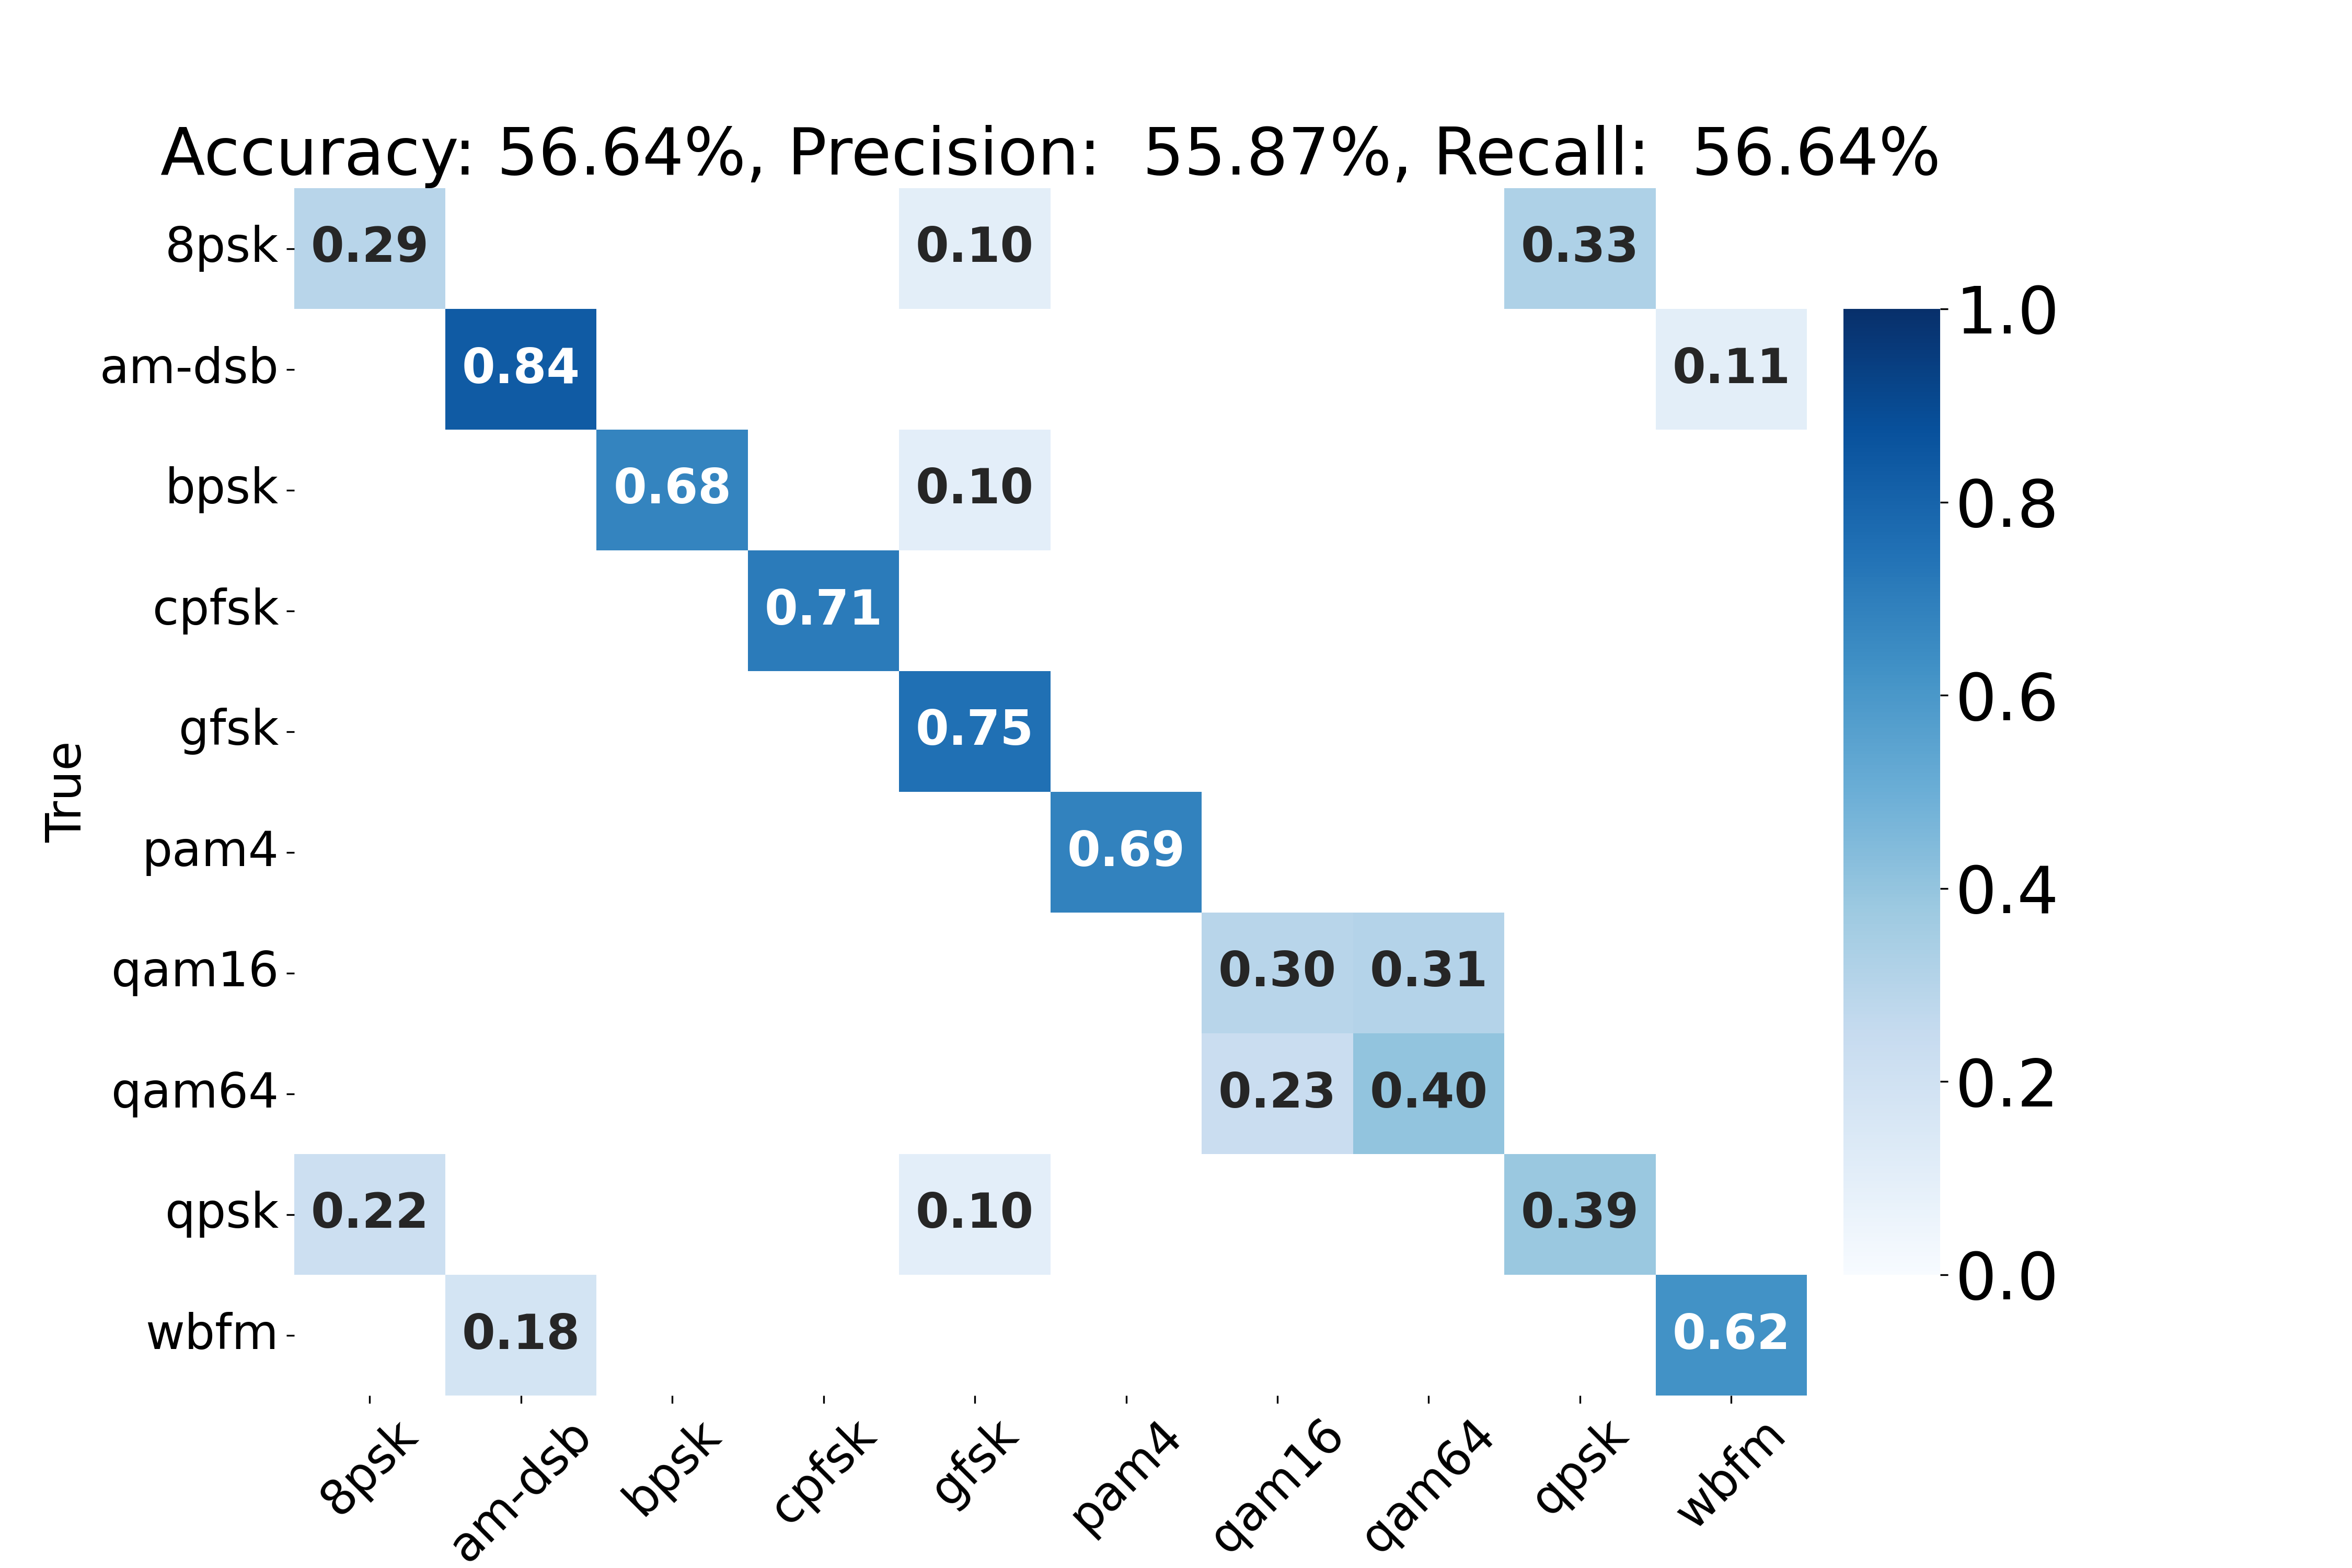 Accuracy: 56.64%, Precision:  55.87%, Recall:  56.64%
8psk 0.29 0.10 0.33
am-dsb 0.84 0.11
bpsk 0.68 0.10
cpfsk 0.71
gfsk 0.75
pam4 0.69
qam16 0.30 0.31
qam64 0.23 0.40
qpsk 0.22 0.10 0.39
wbfm 0.18 0.62
True
8psk am-dsb bpsk cpfsk gfsk pam4 qam16 qam64 qpsk wbfm
1.0
0.8
0.6
0.4
0.2
0.0